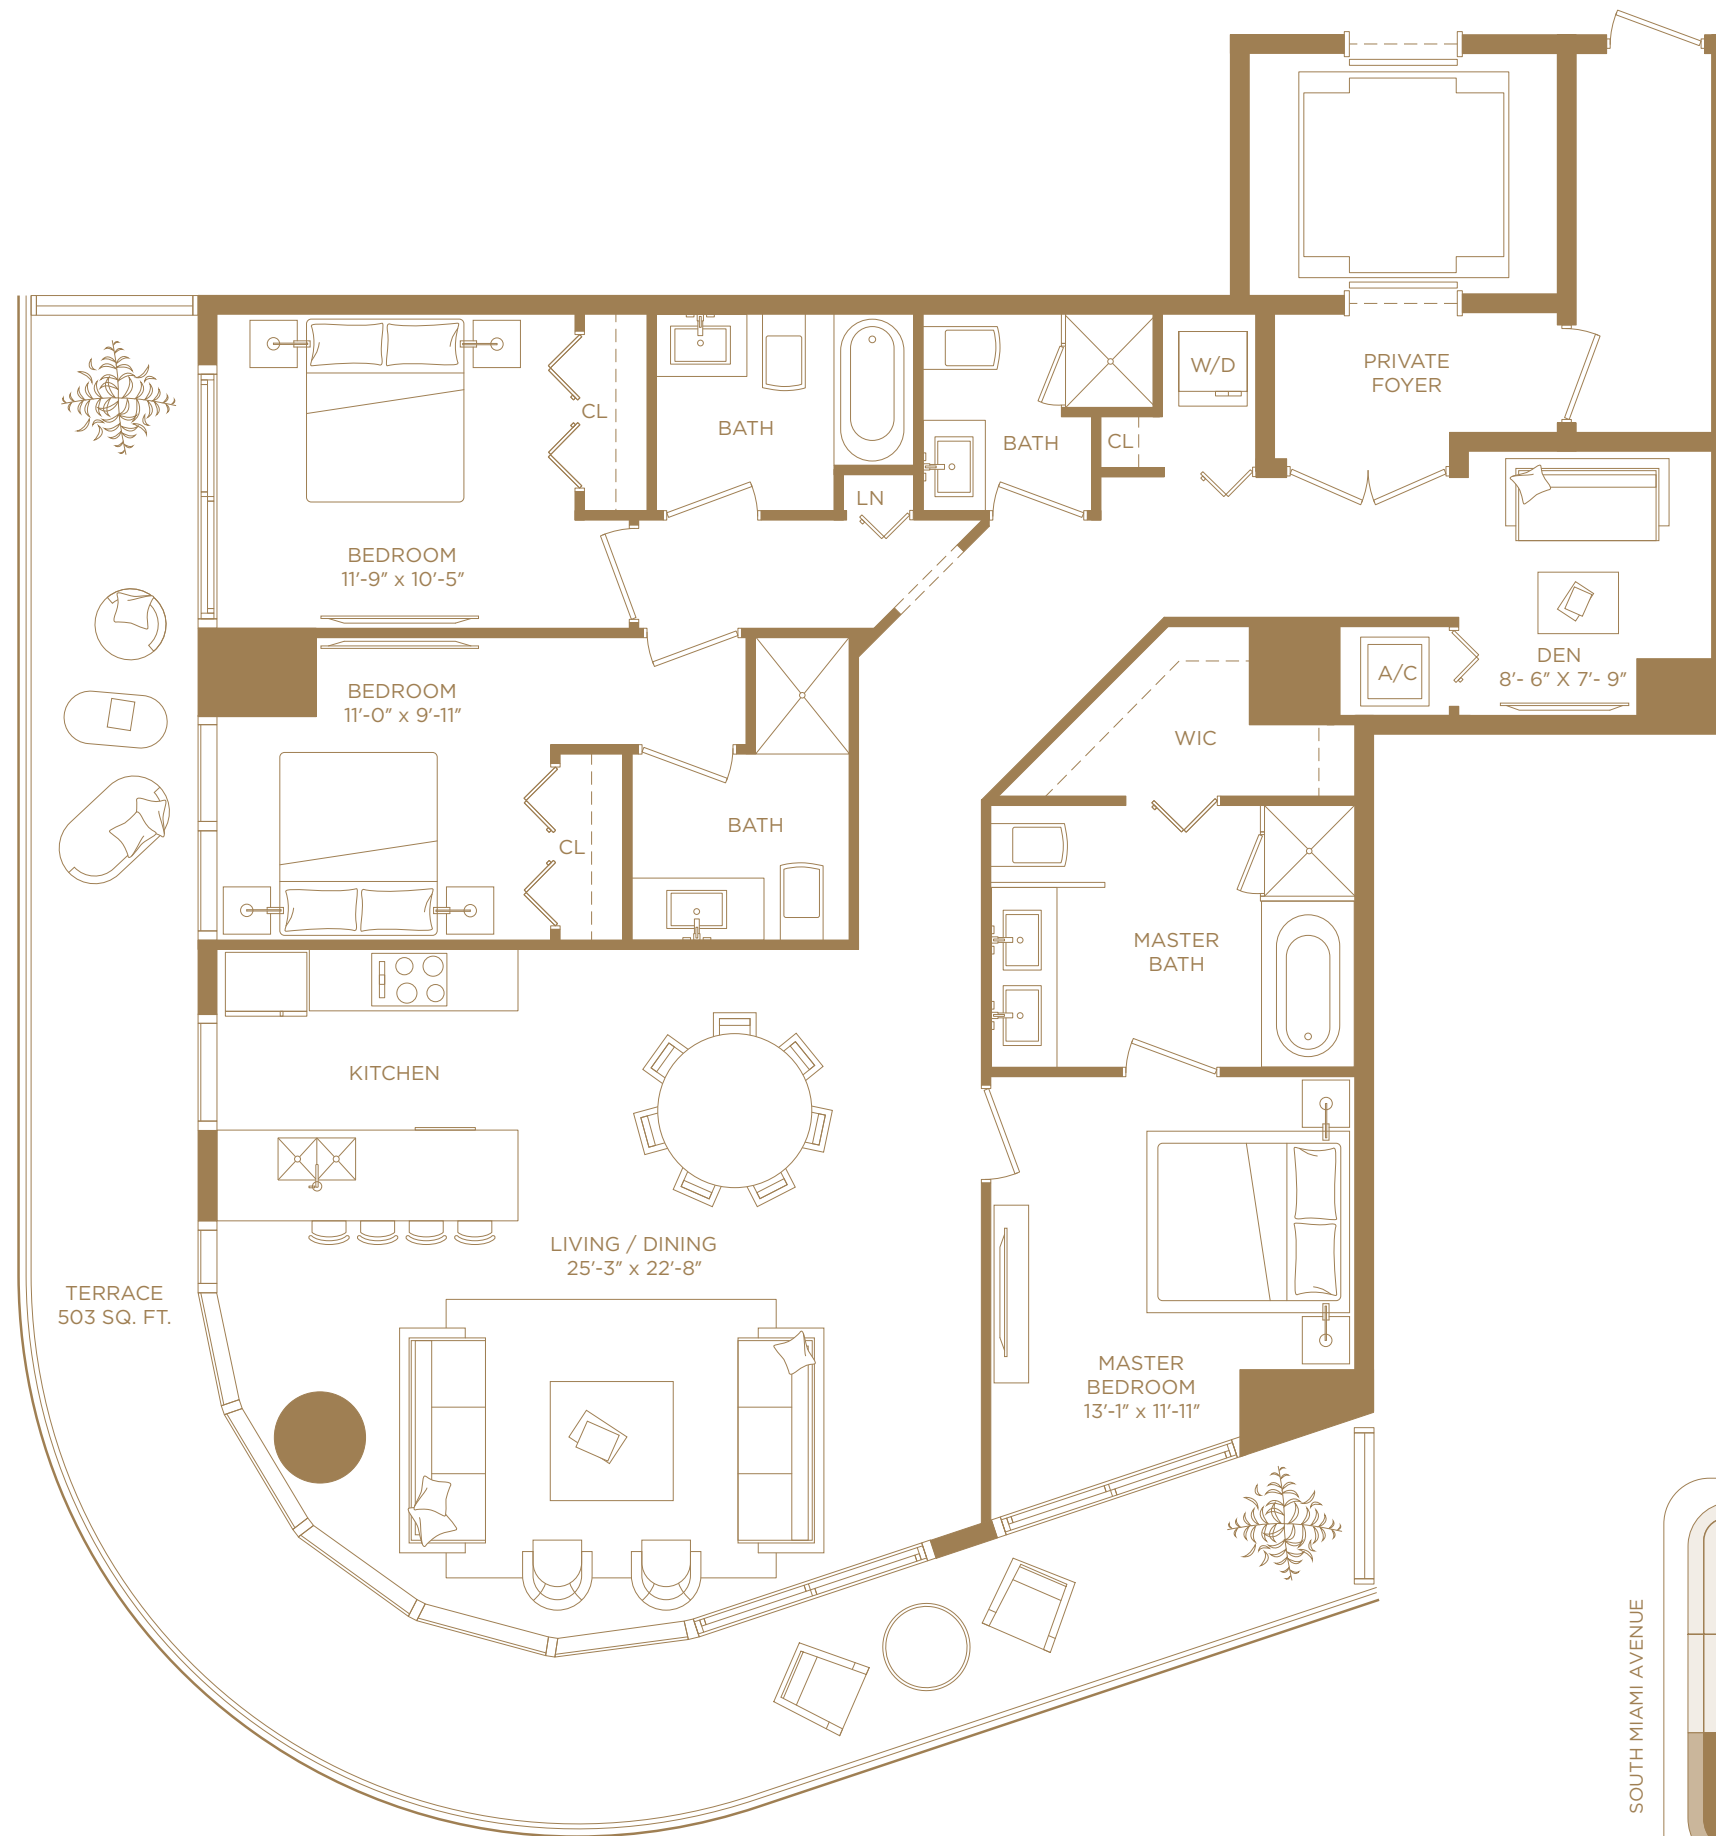 PRIVATE
FOYER
W/D
CL
BATH
BATH
CL
LN
BEDROOM
11'-9" x 10'-5"
DEN
8'- 6" X 7'- 9"
A/C
BEDROOM
11'-0" x 9'-11"
WIC
BATH
CL
MASTER
BATH
KITCHEN
LIVING / DINING
25'-3" x 22'-8"
TERRACE
503 SQ. FT.
MASTER
BEDROOM
13'-1" x 11'-11"
SOUTH MIAMI AVENUE